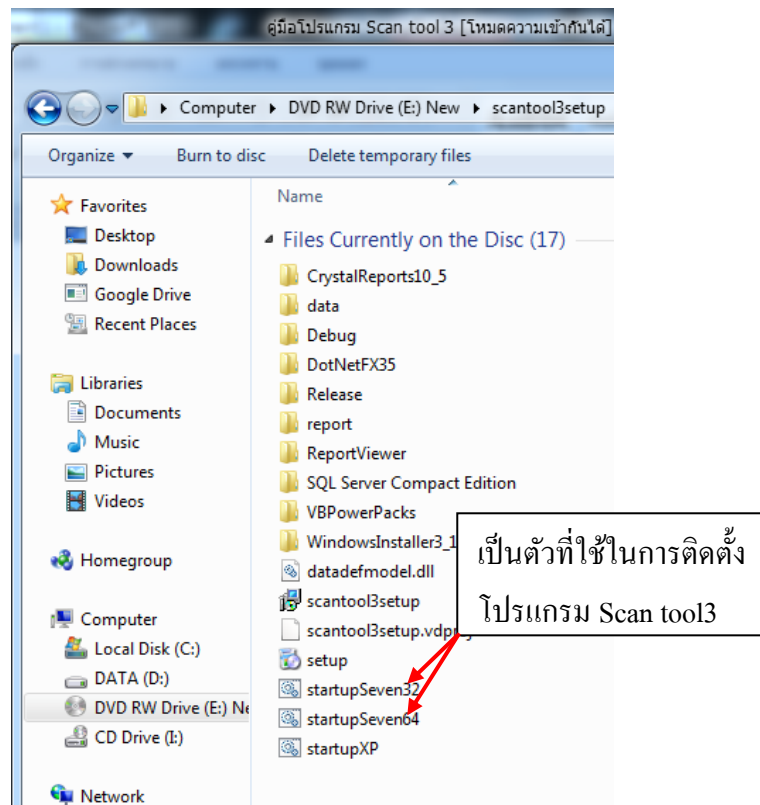 คู่มือโปรแกรม Scan tool 3 [โหมดความเข้ากันได้]
Computer DVD RW Drive (E:) New scantool3setup
Organize Burn to disc Delete temporary files
Favorites
Desktop
Downloads
Google Drive
Recent Places
Libraries
Documents
Music
Pictures
Videos
Homegroup
Computer
Local Disk (C:)
DATA (D:)
DVD RW Drive (E:) Ne
CD Drive (I:)
Network
Name
Files Currently on the Disc (17)
CrystalReports10_5
data
Debug
DotNetFX35
Release
report
ReportViewer
SQL Server Compact Edition
VBPowerPacks
WindowsInstaller3_1
datadefmodel.dll
scantool3setup
scantool3setup.vdproj
setup
startupSeven32
startupSeven64
startupXP
เป็นตัวที่ใช้ในการติดตั้ง
โปรแกรม Scan tool3